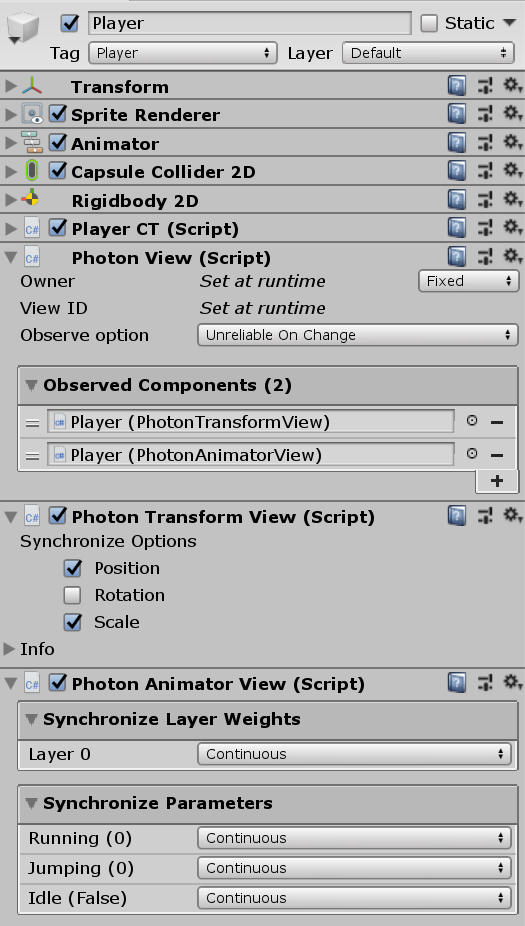 Player
Static
Tag Player Layer Default
Transform
Sprite Renderer
Animator
Capsule Collider 2D
Rigidbody 2D
C# Player CT (Script)
C# Photon View (Script)
Owner Set at runtime Fixed
View ID Set at runtime
Observe option Unreliable On Change
Observed Components (2)
C# Player (PhotonTransformView)
C# Player (PhotonAnimatorView)
C# Photon Transform View (Script)
Synchronize Options
Position
Rotation
Scale
Info
C# Photon Animator View (Script)
Synchronize Layer Weights
Layer 0 Continuous
Synchronize Parameters
Running (0) Continuous
Jumping (0) Continuous
Idle (False) Continuous